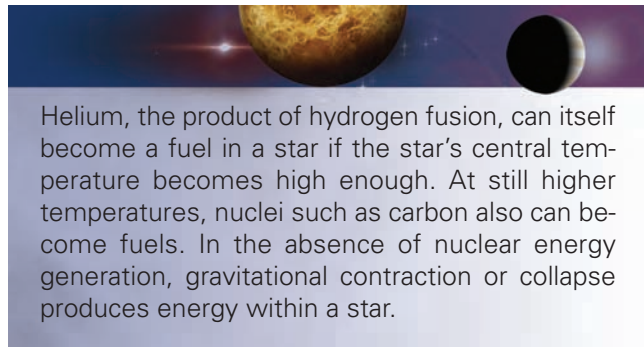 Helium, the product of hydrogen fusion, can itself
become a fuel in a star if the star’s central tem-
perature becomes high enough. At still higher
temperatures, nuclei such as carbon also can be-
come fuels. In the absence of nuclear energy
generation, gravitational contraction or collapse
produces energy within a star.